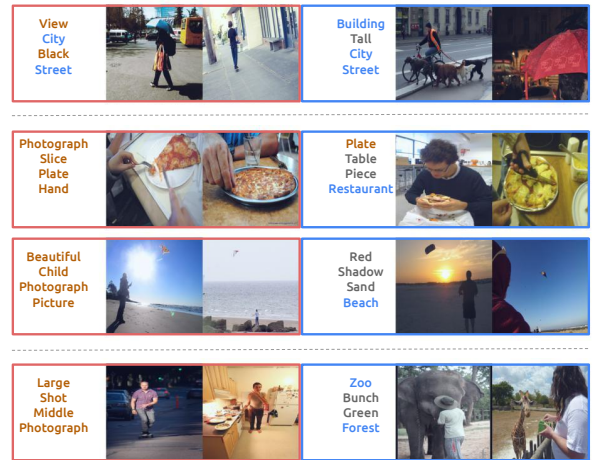 View
City
Black
Street
Building
Tall
City
Street
Photograph
Slice
Plate
Hand
Plate
Table
Piece
Restaurant
Beautiful
Child
Photograph
Picture
Red
Shadow
Sand
Beach
Large
Shot
Middle
Photograph
Zoo
Bunch
Green
Forest